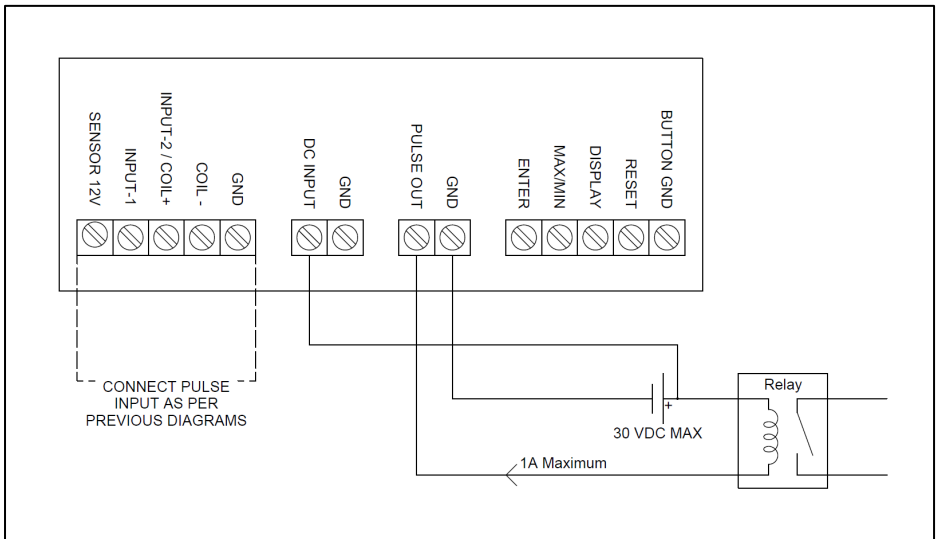 SENSOR 12V
INPUT-1
INPUT-2 / COIL+
COIL -
GND
DC INPUT
GND
PULSE OUT
GND
ENTER
MAX/MIN
DISPLAY
RESET
BUTTON GND
CONNECT PULSE
INPUT AS PER
PREVIOUS DIAGRAMS
Relay
+
30 VDC MAX
1A Maximum